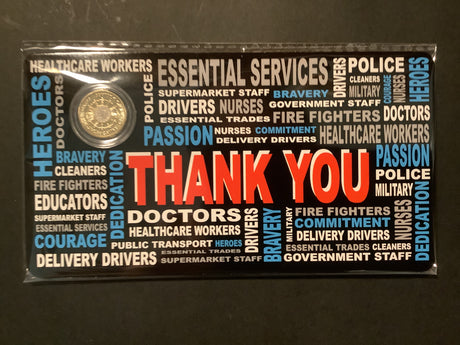 HEALTHCARE WORKERS
HEROES
DOCTORS
POLICE
ESSENTIAL SERVICES
SUPERMARKET STAFF BRAVERY
DRIVERS NURSES GOVERNMENT STAFF
ESSENTIAL TRADES FIRE FIGHTERS
DRIVERS
POLICE
CLEANERS
MILITARY
COURAGE
NURSES
HEROES
DOCTORS
PASSION NURSES COMMITMENT HEALTHCARE WORKERS
DELIVERY DRIVERS
BRAVERY
CLEANERS
FIRE FIGHTERS
EDUCATORS
SUPERMARKET STAFF
ESSENTIAL SERVICES
COURAGE
DELIVERY DRIVERS
DEDICATION
THANK YOU
PASSION
POLICE
MILITARY
DOCTORS
HEALTHCARE WORKERS
PUBLIC TRANSPORT HEROES
ESSENTIAL TRADES
SUPERMARKET STAFF
DRIVERS
BRAVERY
MILITARY
FIRE FIGHTERS
COMMITMENT
DELIVERY DRIVERS
ESSENTIAL TRADES CLEANERS
GOVERNMENT STAFF
NURSES
DEDICATION